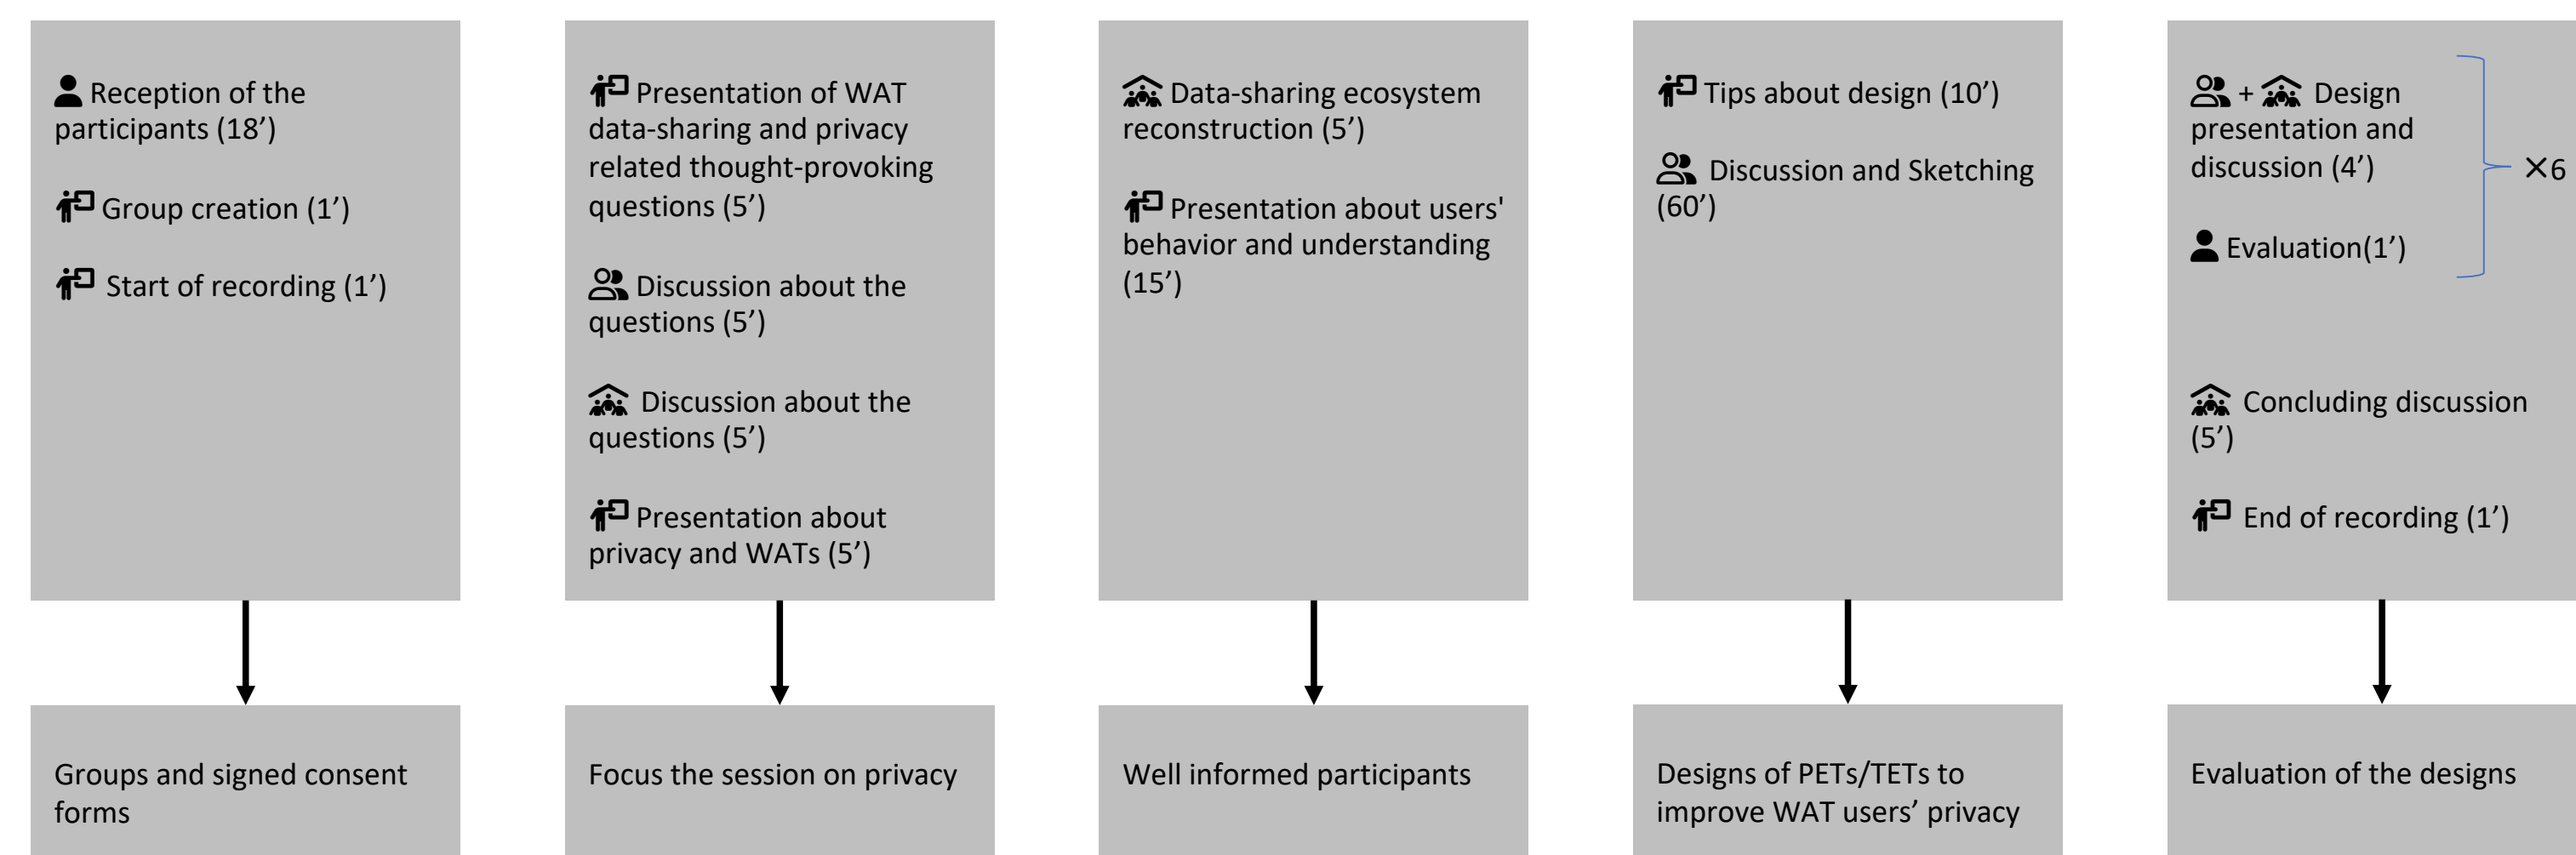 Reception of the
participants (18’)
Group creation (1’)
Start of recording (1’)
Groups and signed consent
forms
Presentation of WAT
data-sharing and privacy
related thought-provoking
questions (5’)
Discussion about the
questions (5’)
Discussion about the
questions (5’)
Presentation about
privacy and WATs (5’)
Focus the session on privacy
Data-sharing ecosystem
reconstruction (5’)
Presentation about users'
behavior and understanding
(15’)
Well informed participants
Tips about design (10’)
Discussion and Sketching
(60’)
Designs of PETs/TETs to
improve WAT users’ privacy
+ Design
presentation and
discussion (4’)
Evaluation(1’)
×6
Concluding discussion
(5’)
End of recording (1’)
Evaluation of the designs